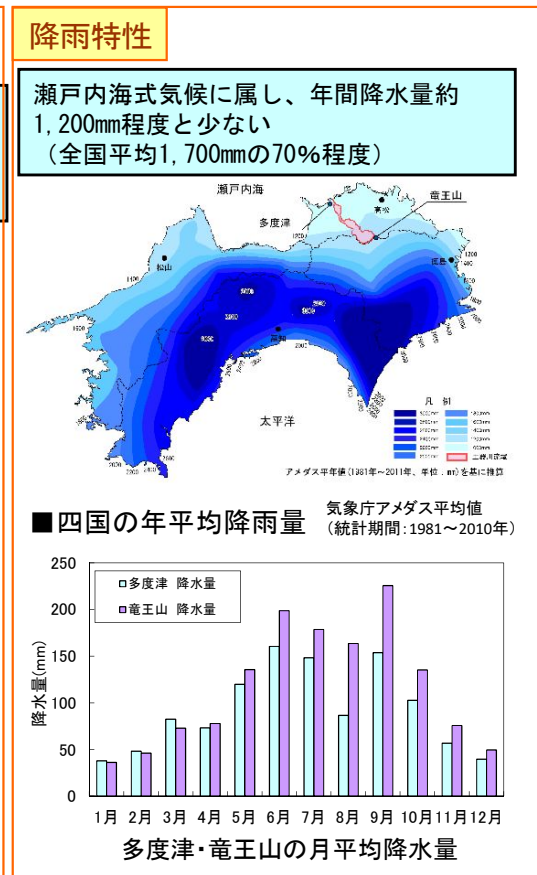 降雨特性
瀬戸内海式気候に属し、年間降水量約
1,200mm程度と少ない
（全国平均1,700mmの70%程度）
瀬戸内海
竜王山
多度津
高松
松山
徳島
高知
太平洋
凡 例
アメダス平年値(1981年～2011年、単位．mm)を基に推算
■四国の年平均降雨量
気象庁アメダス平均値
（統計期間：1981～2010年）
250
200
150
100
50
0
降水量(mm)
多度津 降水量
竜王山 降水量
1月 2月 3月 4月 5月 6月 7月 8月 9月 10月 11月 12月
多度津・竜王山の月平均降水量